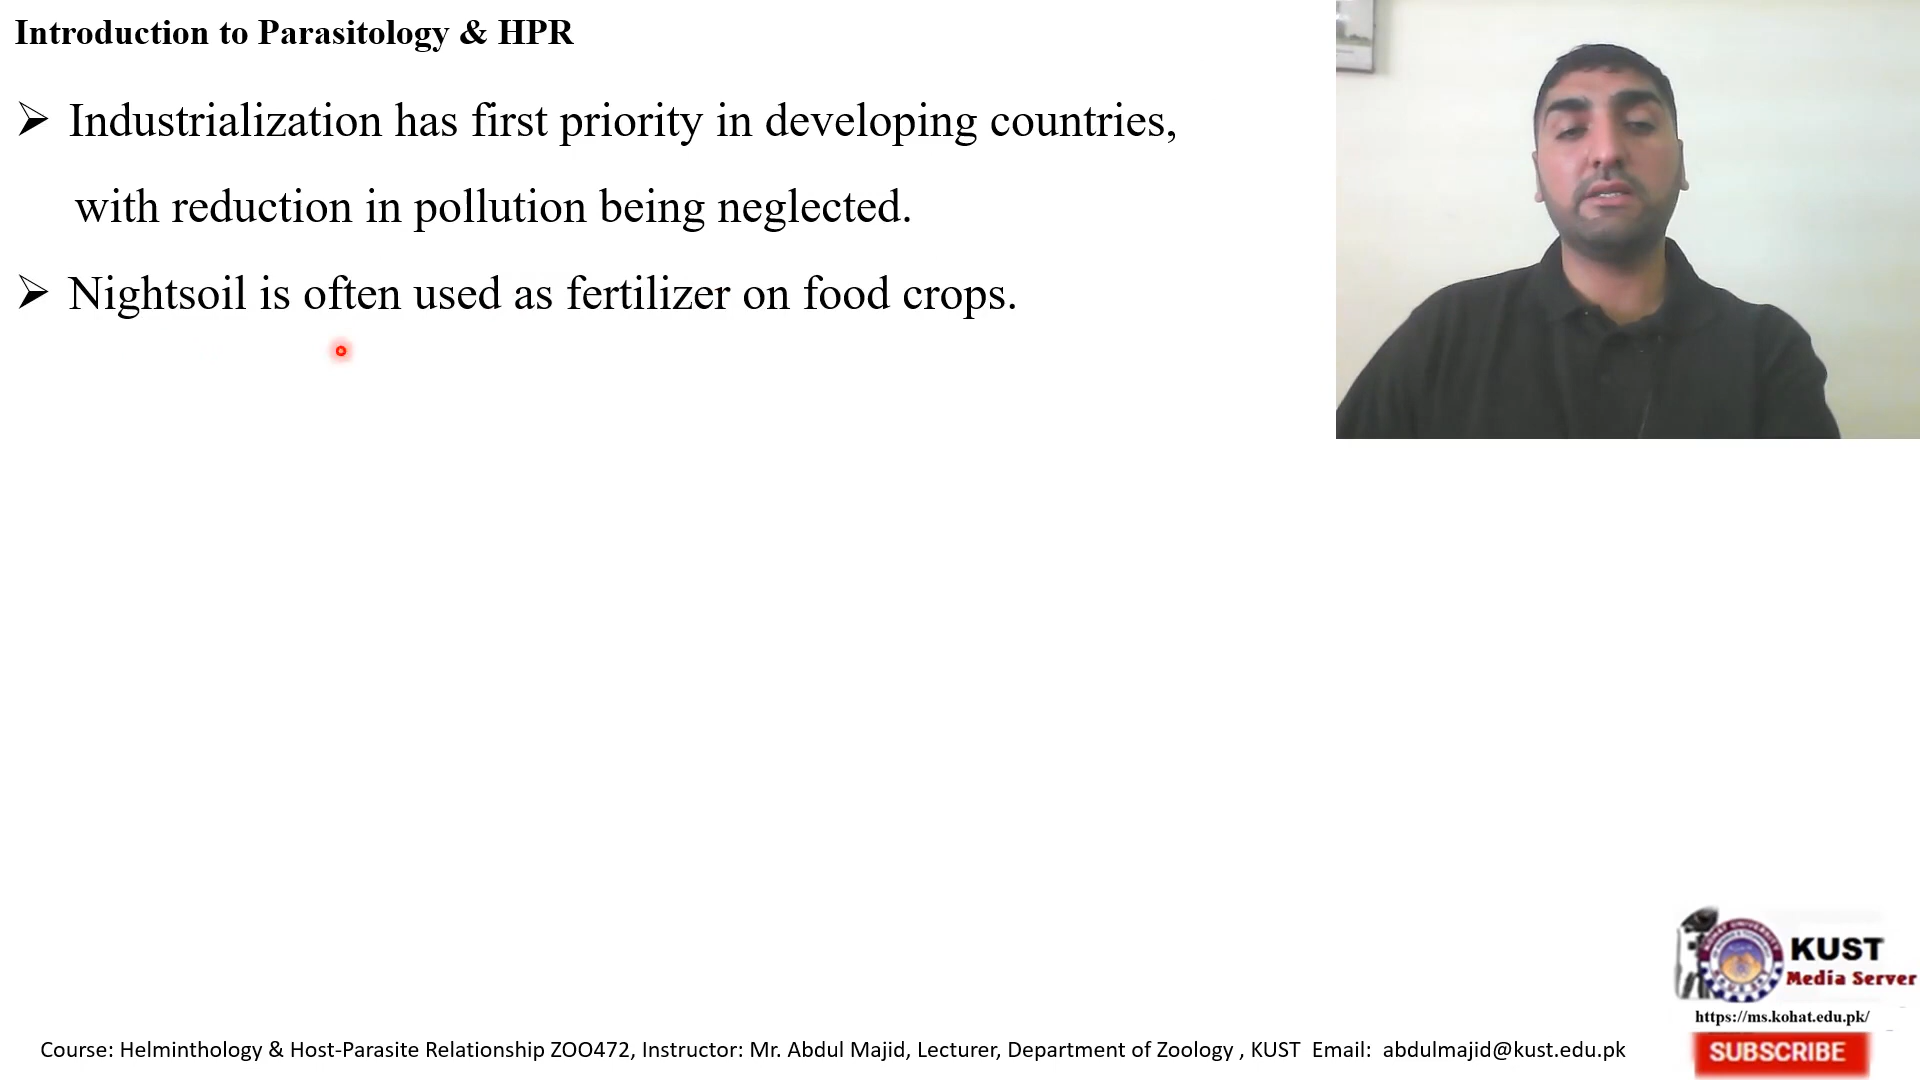 Introduction to Parasitology & HPR
➢ Industrialization has first priority in developing countries,
with reduction in pollution being neglected.
➢ Nightsoil is often used as fertilizer on food crops.
KUST
Media Server
https://ms.kohat.edu.pk/
SUBSCRIBE
Course: Helminthology & Host-Parasite Relationship ZOO472, Instructor: Mr. Abdul Majid, Lecturer, Department of Zoology , KUST Email: abdulmajid@kust.edu.pk